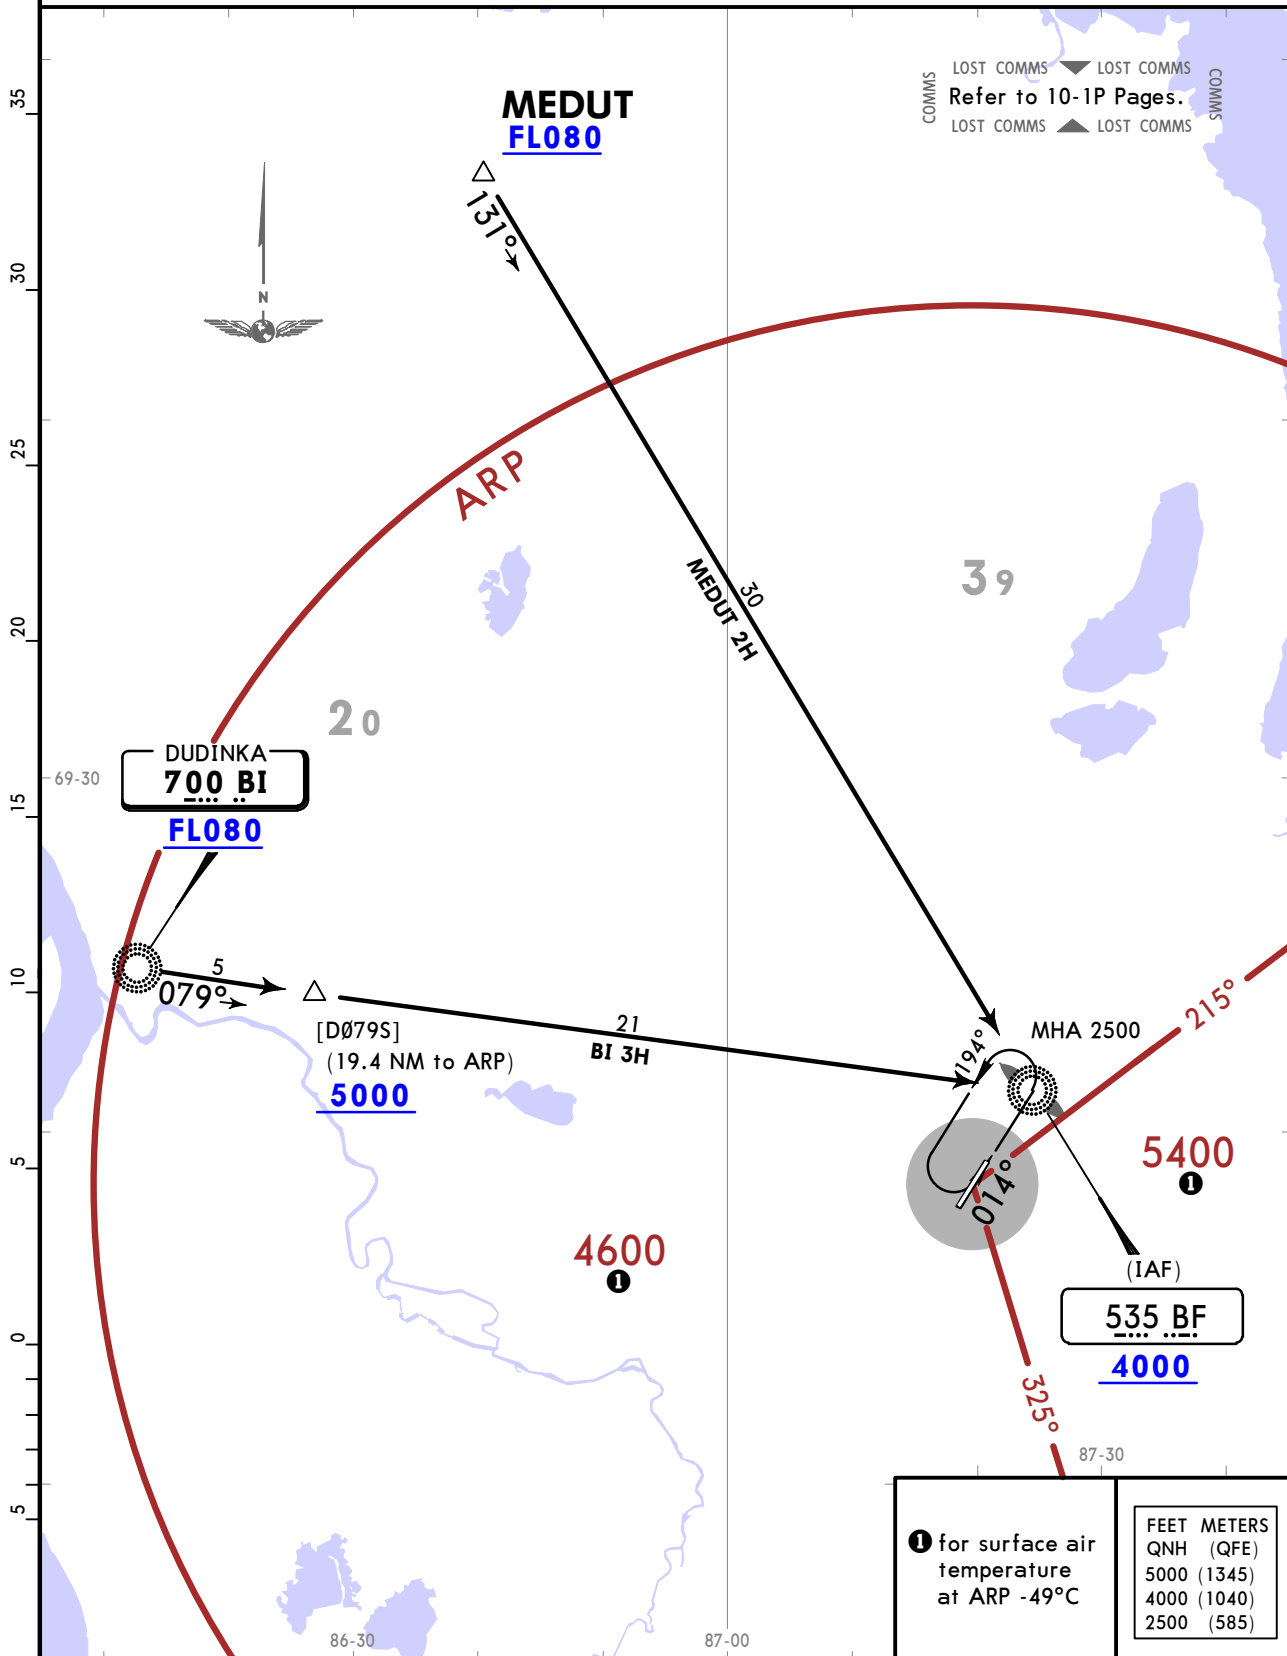 LOST COMMS LOST COMMS
COMMS
Refer to 10-1P Pages.
COMMS
LOST COMMS LOST COMMS
35
MEDUT
FL080
131°
N
30
ARP
25
MEDUT 2H
30
39
20
20
DUDINKA
700 BI
FL080
69-30
15
10
5
079°
[DØ79S]
(19.4 NM to ARP)
5000
21
BI 3H
194°
MHA 2500
215°
5
014°
5400
1
4600
1
(IAF)
535 BF
4000
0
325°
87-30
5
1 for surface air
temperature
at ARP -49°C
FEET METERS
QNH (QFE)
5000 (1345)
4000 (1040)
2500 (585)
86-30
87-00